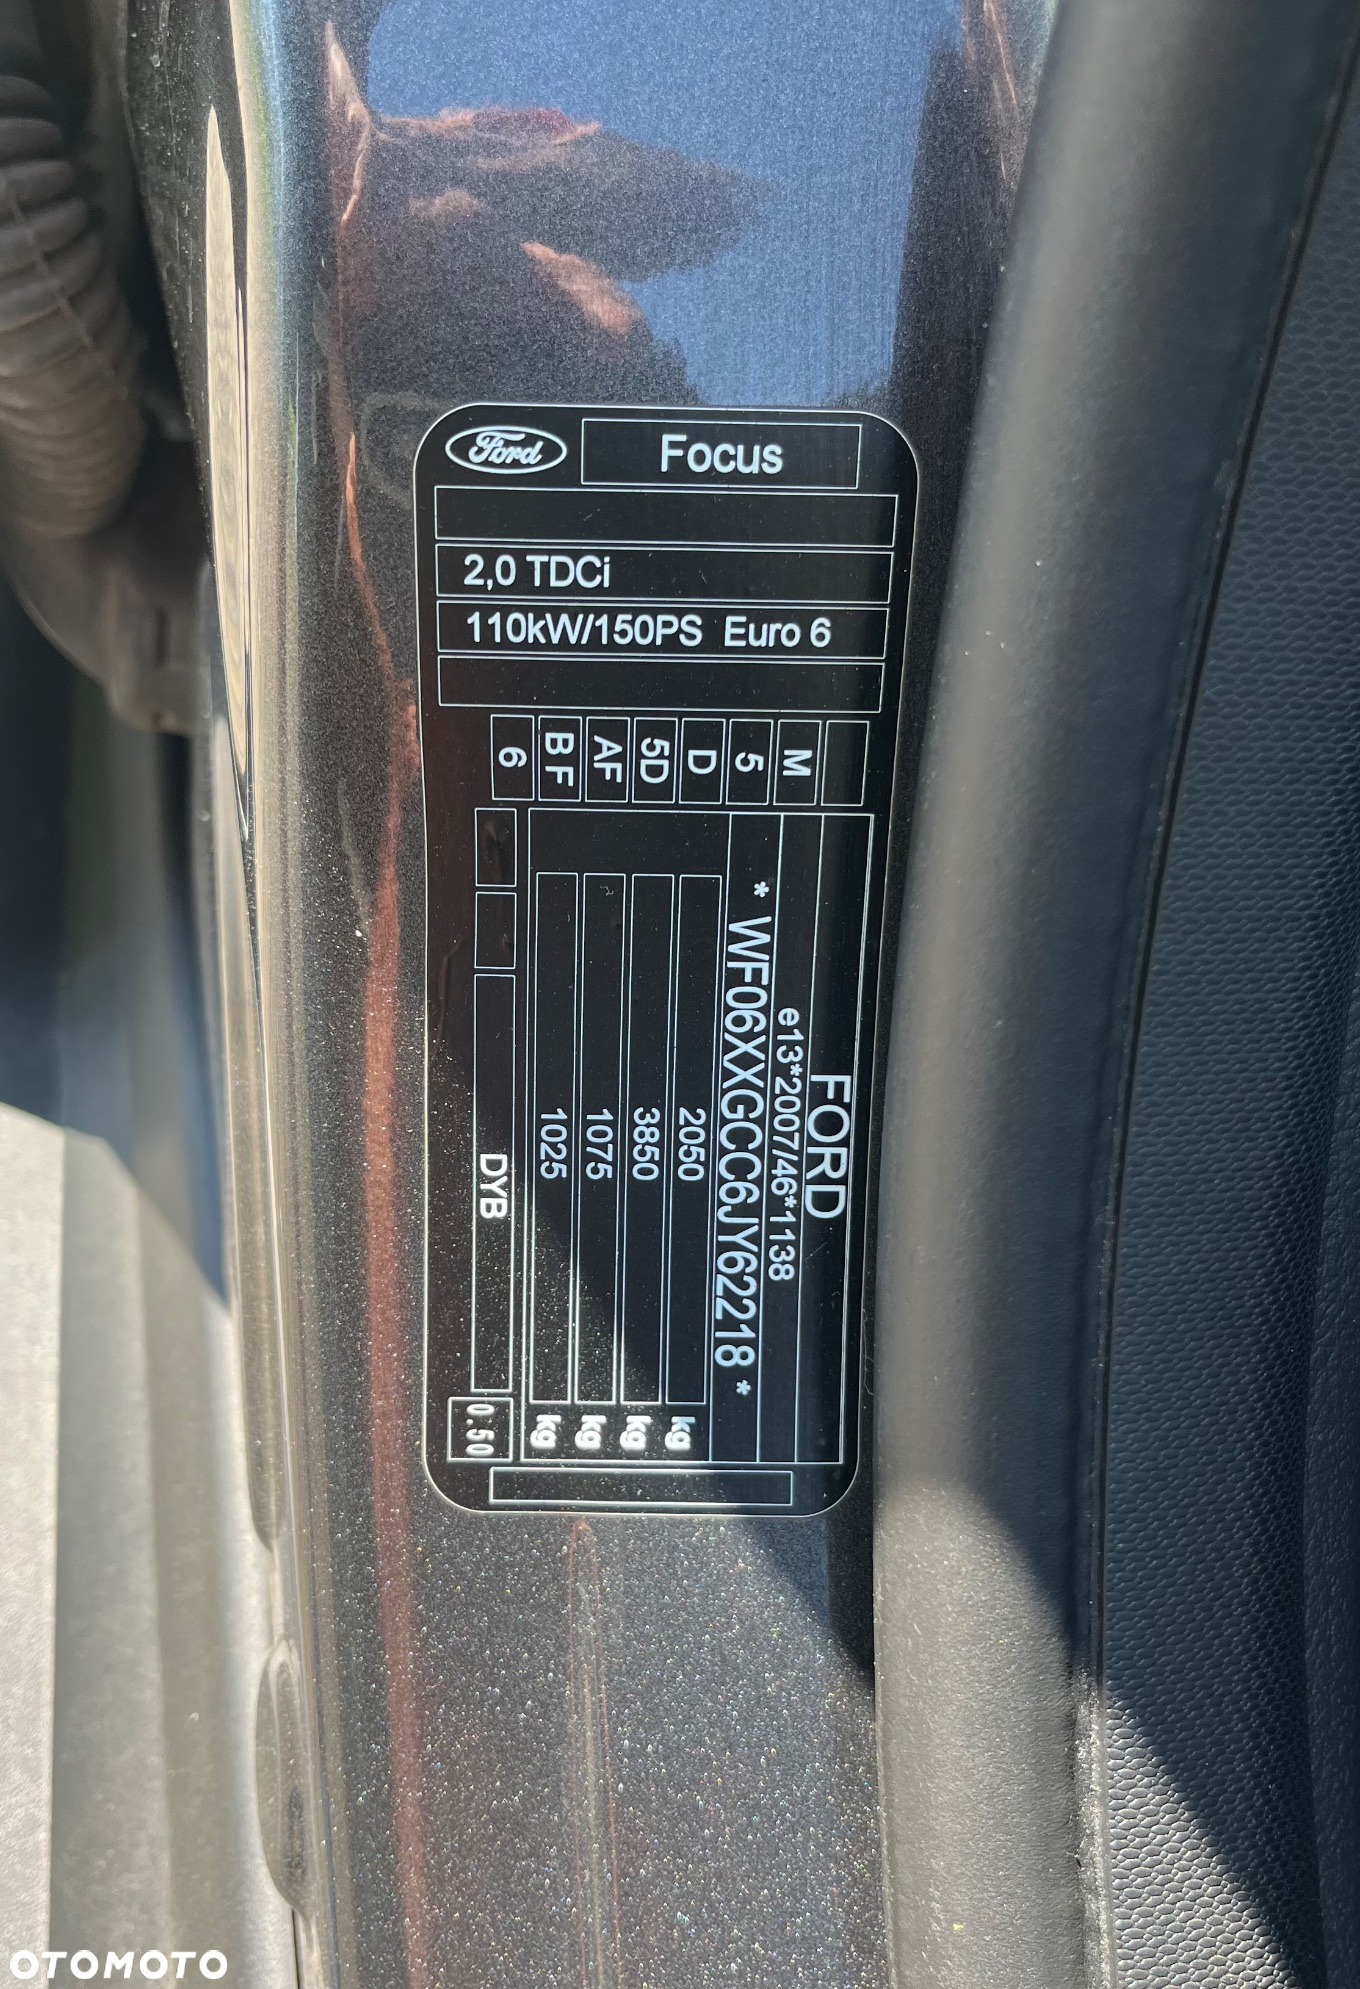 Ford
Focus
2,0 TDCi
110kW/150PS Euro 6
M
5
D
5D
AF
BF
6
FORD
e13*2007/46*1138
* WF06XXGCC6JY62218 *
2050 kg
3850 kg
1075 kg
1025 kg
DYB
0.50
OTOMOTO